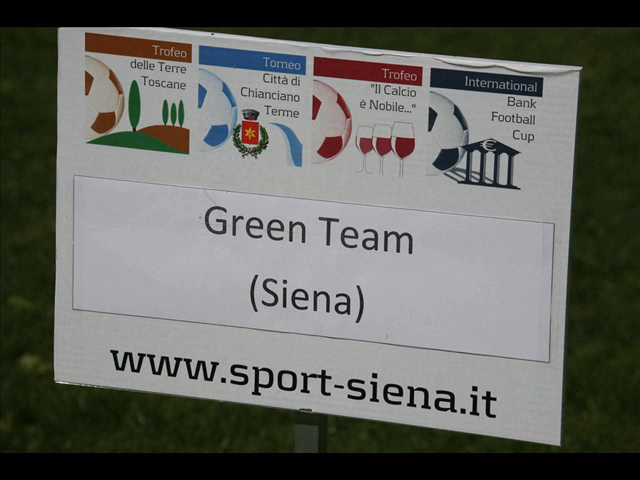 Trofeo
delle Terre
Toscane
Torneo
Città di
Chianciano
Terme
Trofeo
"Il Calcio
è Nobile..."
International
Bank
Football
Cup
€
Green Team
(Siena)
www.sport-siena.it